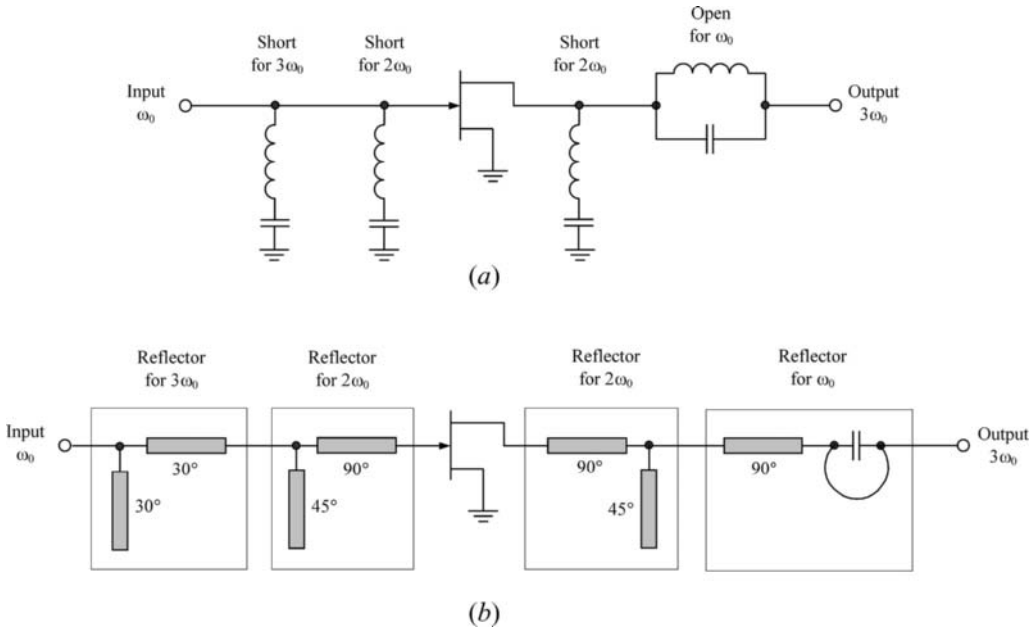 Open
for ω₀
Short
for 3ω₀
Short
for 2ω₀
Short
for 2ω₀
Input
ω₀
Output
3ω₀
(a)
Reflector
for 3ω₀
Reflector
for 2ω₀
Reflector
for 2ω₀
Reflector
for ω₀
Input
ω₀
30°
90°
90°
90°
30°
45°
45°
Output
3ω₀
(b)